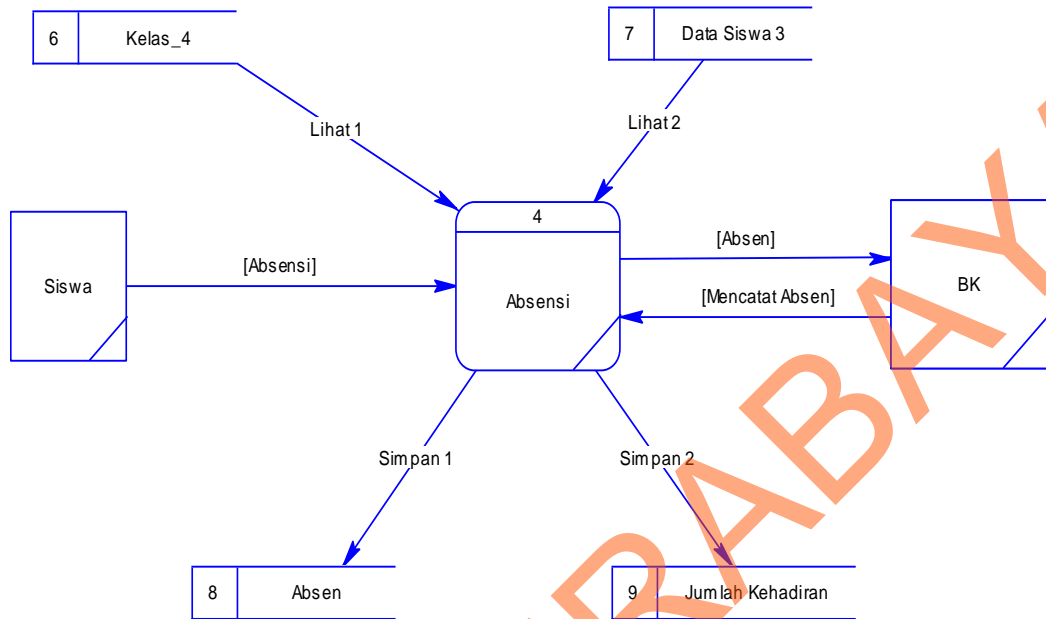 6 Kelas_4
7 Data Siswa 3
Lihat 1
Lihat 2
4
[Absensi]
[Absen]
Siswa
Absensi
BK
[Mencatat Absen]
Simpan 1
Simpan 2
8 Absen
9 Jumlah Kehadiran
RABAYA